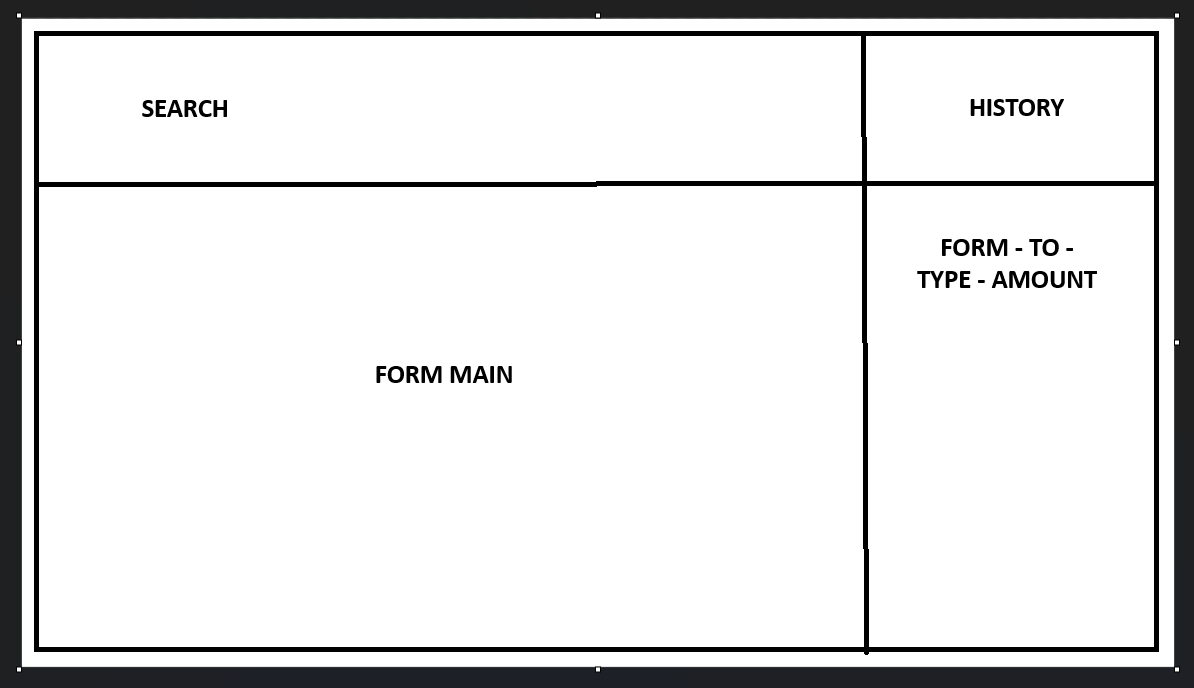 SEARCH
HISTORY
FORM - TO -
TYPE - AMOUNT
FORM MAIN